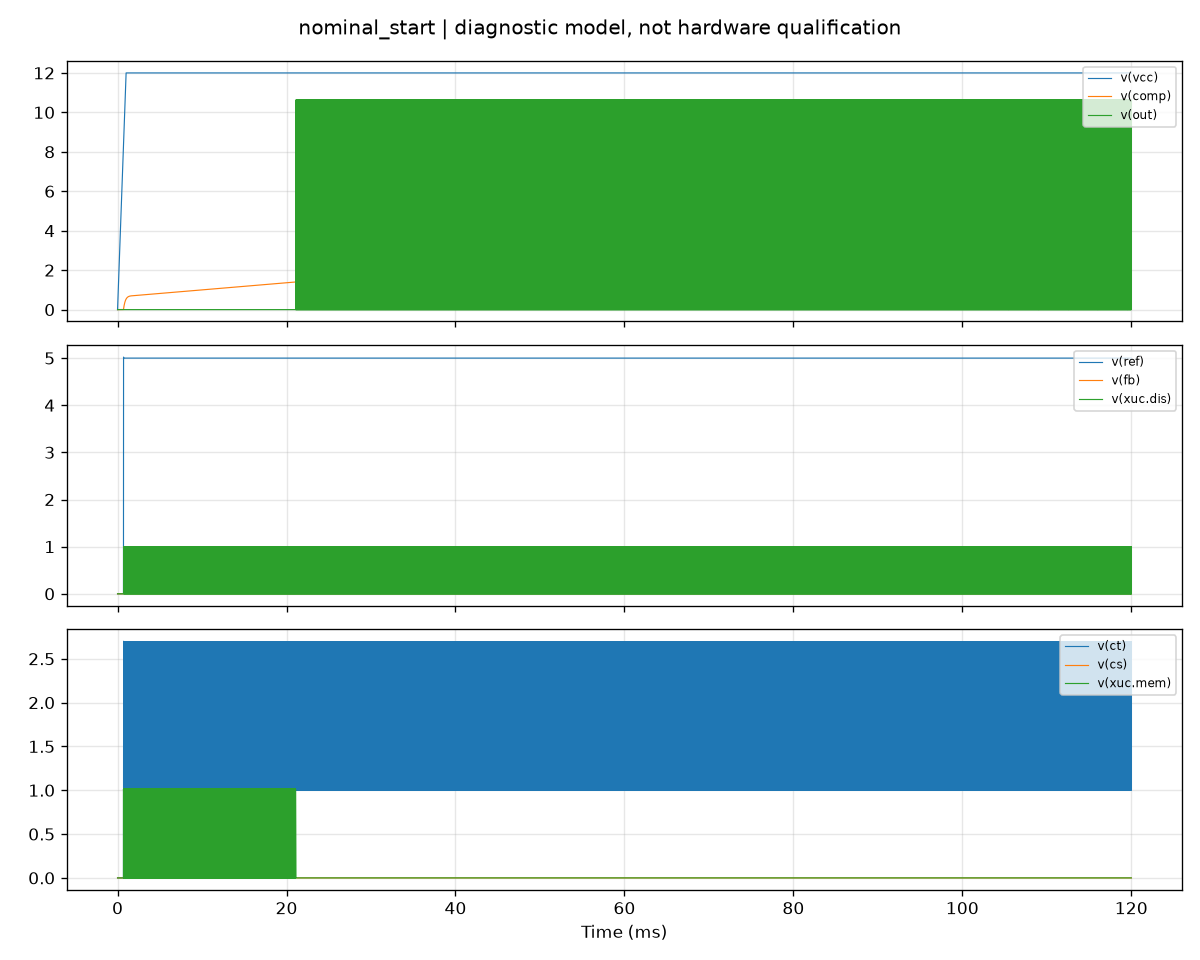 nominal_start | diagnostic model, not hardware qualification
12
10
8
6
4
2
0
v(vcc)
v(comp)
v(out)
5
4
3
2
1
0
v(ref)
v(fb)
v(xuc.dis)
2.5
2.0
1.5
1.0
0.5
0.0
v(ct)
v(cs)
v(xuc.mem)
0 20 40 60 80 100 120
Time (ms)